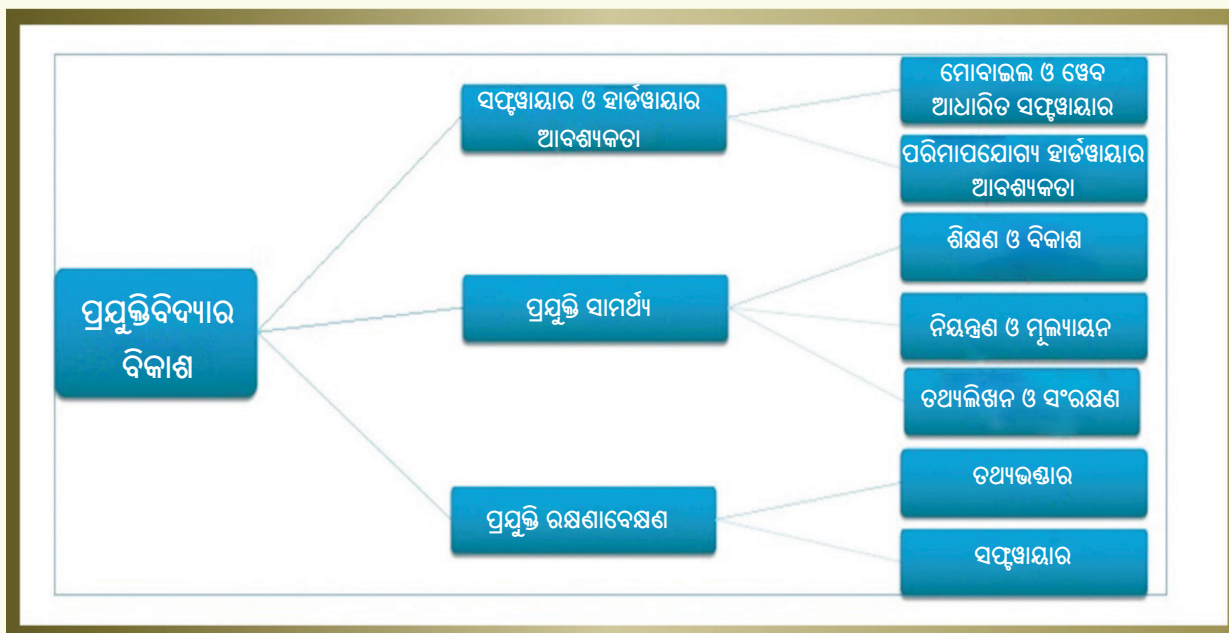 ପ୍ରଯୁକ୍ତିବିଦ୍ୟାର
ବିକାଶ
ସଫ୍ଟୱାୟାର ଓ ହାର୍ଡୱାୟାର
ଆବଶ୍ୟକତା
ମୋବାଇଲ ଓ ୱେବ
ଆଧାରିତ ସଫ୍ଟୱାୟାର
ପରିମାପଯୋଗ୍ୟ ହାର୍ଡୱାୟାର
ଆବଶ୍ୟକତା
ପ୍ରଯୁକ୍ତି ସାମର୍ଥ୍ୟ
ଶିକ୍ଷଣ ଓ ବିକାଶ
ନିୟନ୍ତ୍ରଣ ଓ ମୂଲ୍ୟାୟନ
ତଥ୍ୟଲିଖନ ଓ ସଂରକ୍ଷଣ
ପ୍ରଯୁକ୍ତି ରକ୍ଷଣାବେକ୍ଷଣ
ତଥ୍ୟଭଣ୍ଡାର
ସଫ୍ଟୱାୟାର